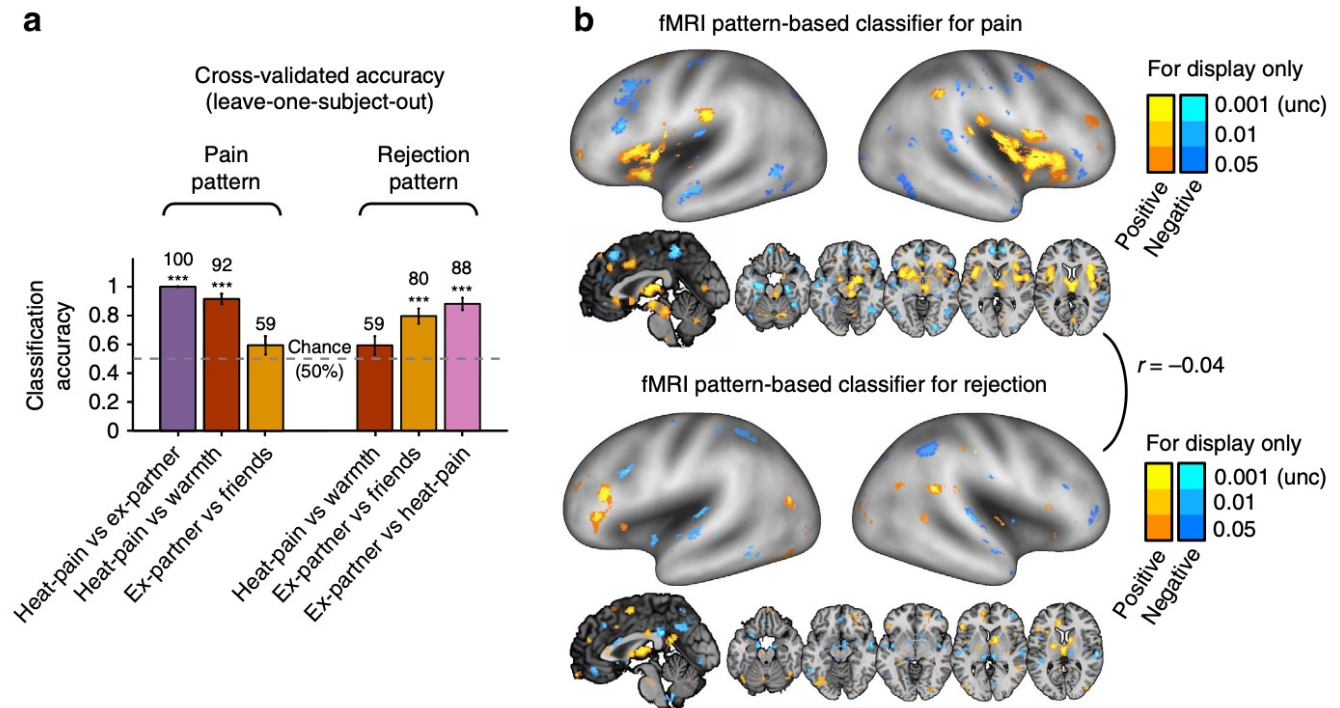 a
Cross-validated accuracy
(leave-one-subject-out)
Pain
pattern
Rejection
pattern
100
***
92
***
59
59
80
***
88
***
Chance
(50%)
Classification
accuracy
1
0.8
0.6
0.4
0.2
0
Heat-pain vs ex-partner
Heat-pain vs warmth
Ex-partner vs friends
Heat-pain vs warmth
Ex-partner vs friends
Ex-partner vs heat-pain
b
fMRI pattern-based classifier for pain
For display only
0.001 (unc)
0.01
0.05
Positive
Negative
r = –0.04
fMRI pattern-based classifier for rejection
For display only
0.001 (unc)
0.01
0.05
Positive
Negative